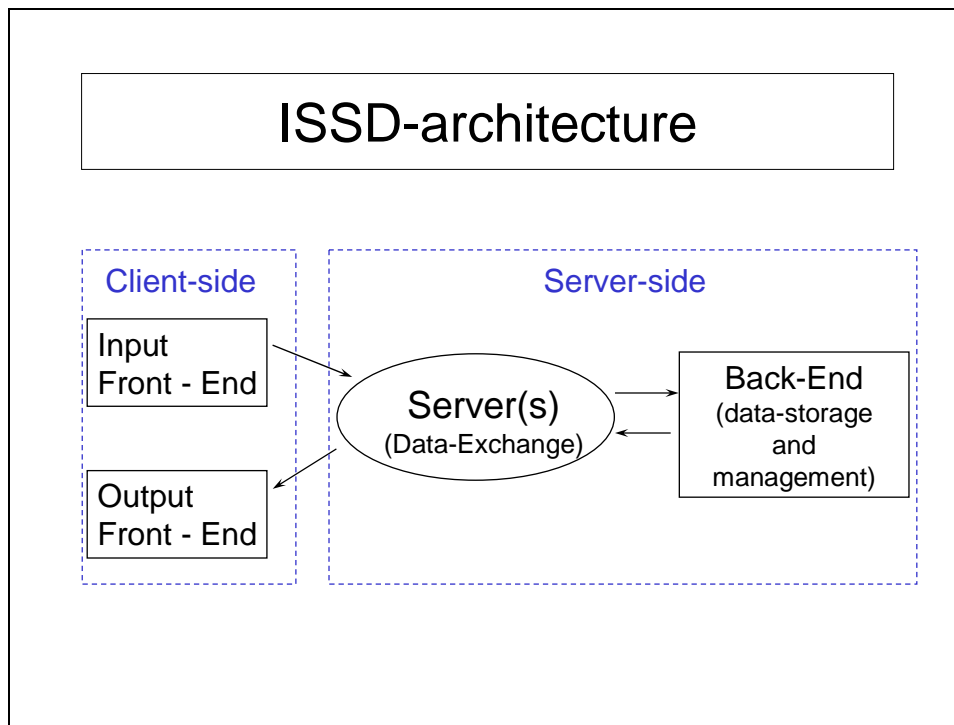 ISSD-architecture
Client-side
Input
Front - End
Output
Front - End
Server-side
Server(s)
(Data-Exchange)
Back-End
(data-storage
and
management)